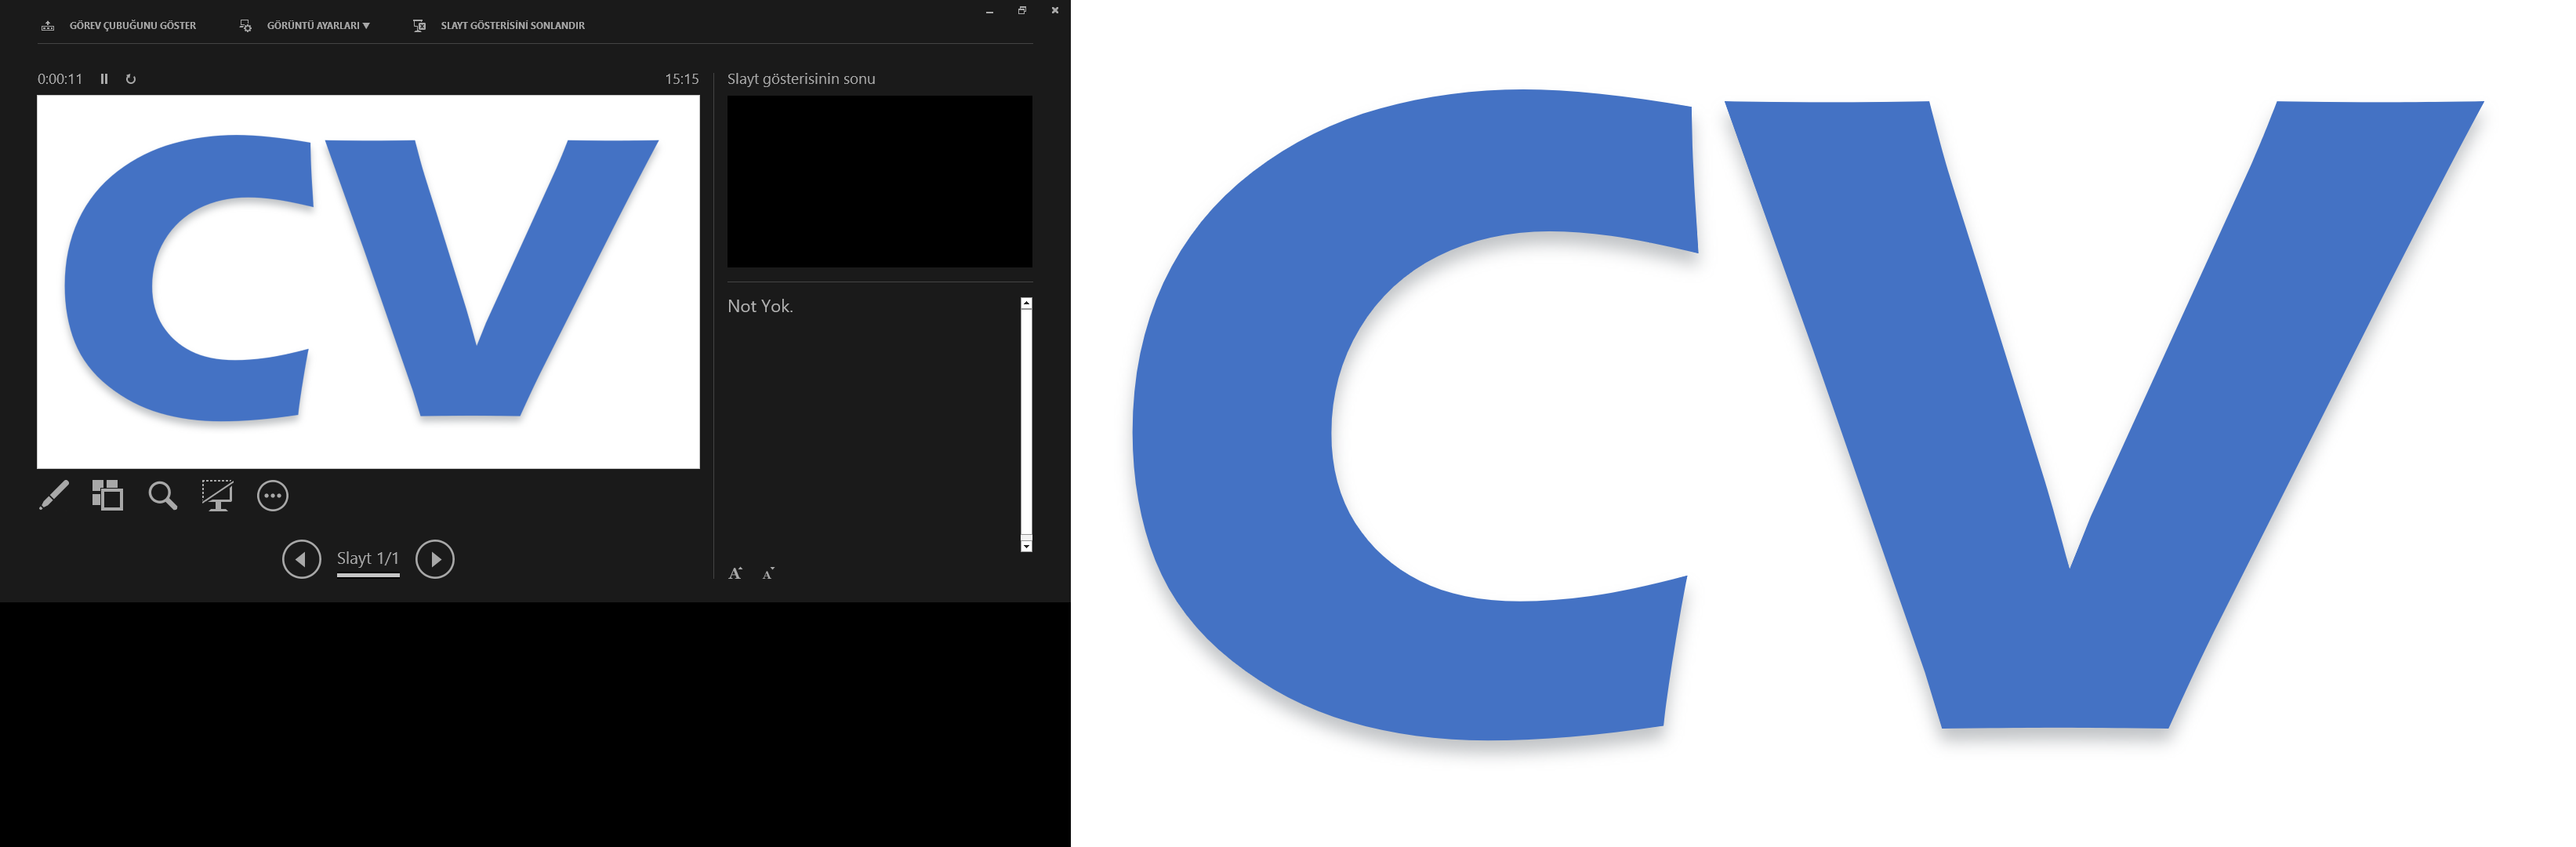 GÖREV ÇUBUĞUNU GÖSTER
GÖRÜNTÜ AYARLARI
SLAYT GÖSTERİSİNİ SONLANDIR
0:00:11
15:15
Slayt gösterisinin sonu
CV
Not Yok.
Slayt 1/1
A A
CV